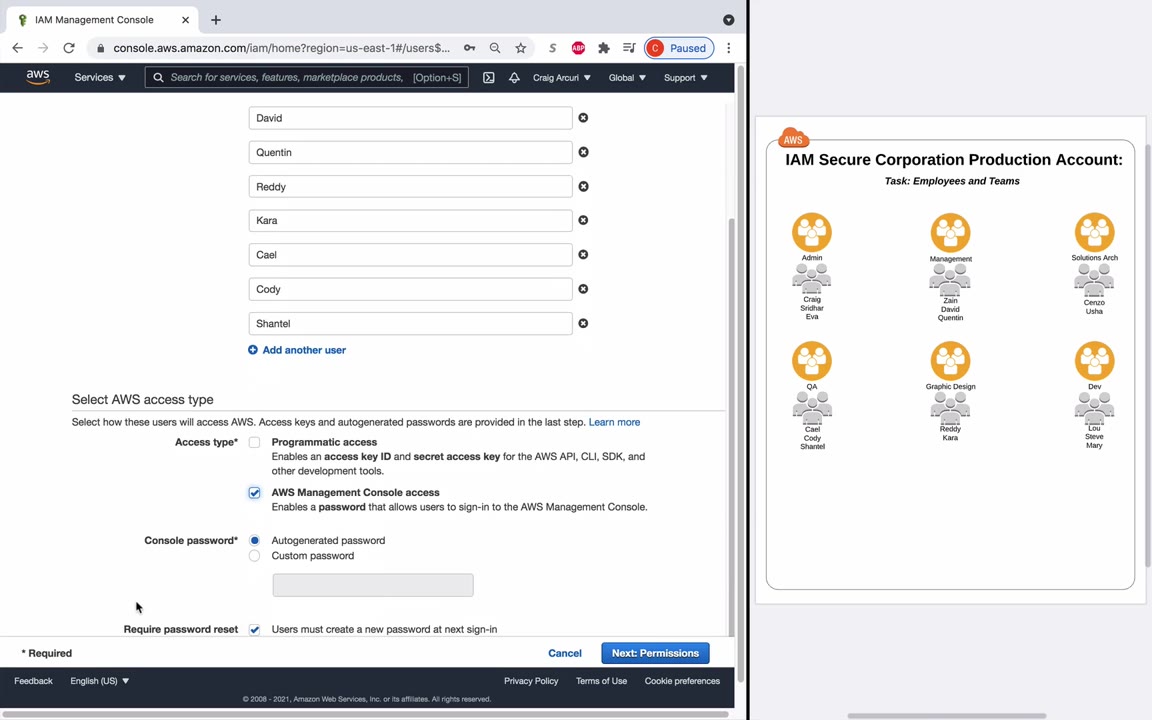 IAM Management Console
console.aws.amazon.com/iam/home?region=us-east-1#/users$...
S
ABP
C Paused
aws
Services
Search for services, features, marketplace products, [Option+S]
Craig Arcuri
Global
Support
David
Quentin
Reddy
Kara
Cael
Cody
Shantel
Add another user
Select AWS access type
Select how these users will access AWS. Access keys and autogenerated passwords are provided in the last step. Learn more
Access type* Programmatic access
Enables an access key ID and secret access key for the AWS API, CLI, SDK, and
other development tools.
AWS Management Console access
Enables a password that allows users to sign-in to the AWS Management Console.
Console password* Autogenerated password
Custom password
Require password reset Users must create a new password at next sign-in
* Required
Cancel
Next: Permissions
Feedback
English (US)
Privacy Policy
Terms of Use
Cookie preferences
© 2008 - 2021, Amazon Web Services, Inc. or its affiliates. All rights reserved.
AWS
IAM Secure Corporation Production Account:
Task: Employees and Teams
Admin
Craig
Sridhar
Eva
Management
Zain
David
Quentin
Solutions Arch
Cenzo
Usha
QA
Cael
Cody
Shantel
Graphic Design
Reddy
Kara
Dev
Lou
Steve
Mary